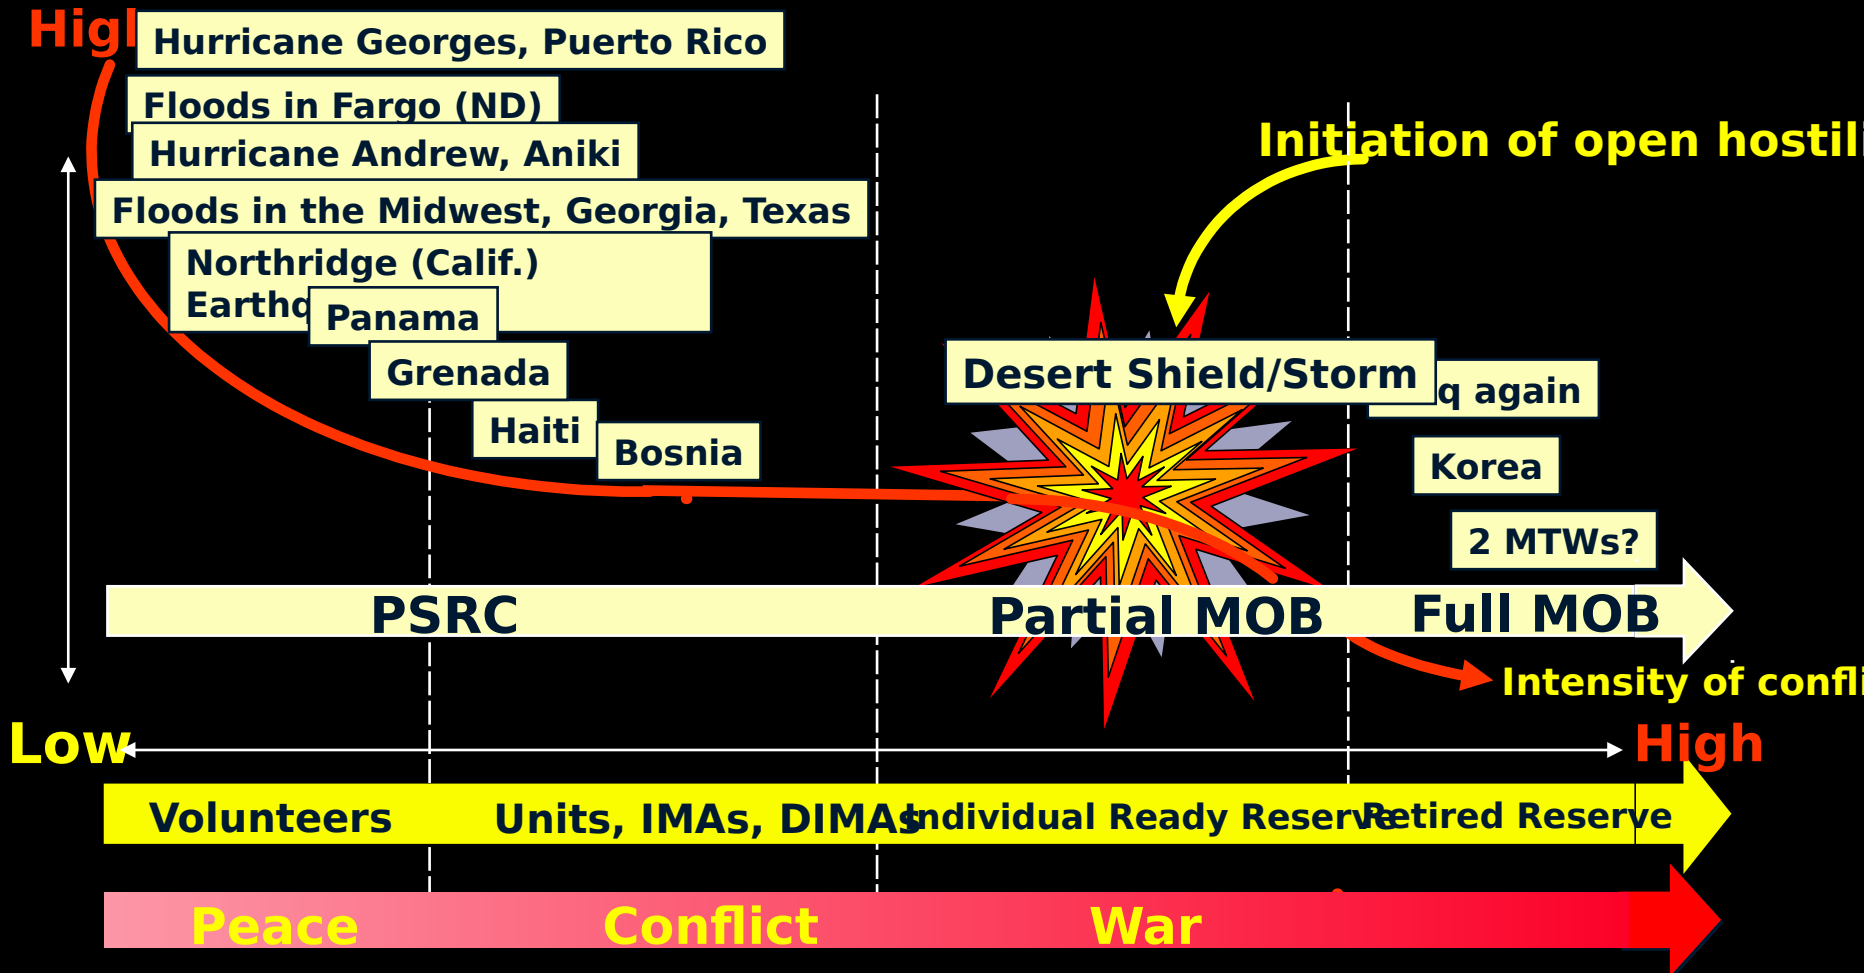 Hurricane Georges, Puerto Rico
Floods in Fargo (ND)
Hurricane Andrew, Aniki
Initiation of open
Floods in the Midwest, Georgia, Texas
Northridge (Calif.)
Panama
Grenada
Desert Shield/Storm
again
Haiti
Bosnia
Korea
2 MTWs?
PSRC
Partial MOB
Full MOB
Intensity of
Low
High
Volunteers
Units, IMAs, DIMAs
Individual Ready Reserve
Retired Reserve
Peace
Conflict
War